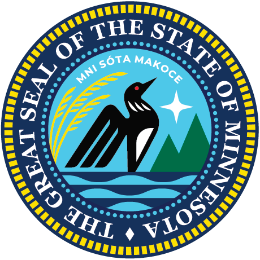 THE GREAT SEAL OF THE STATE OF MINNESOTA
MNI SÓTA MAKOCE